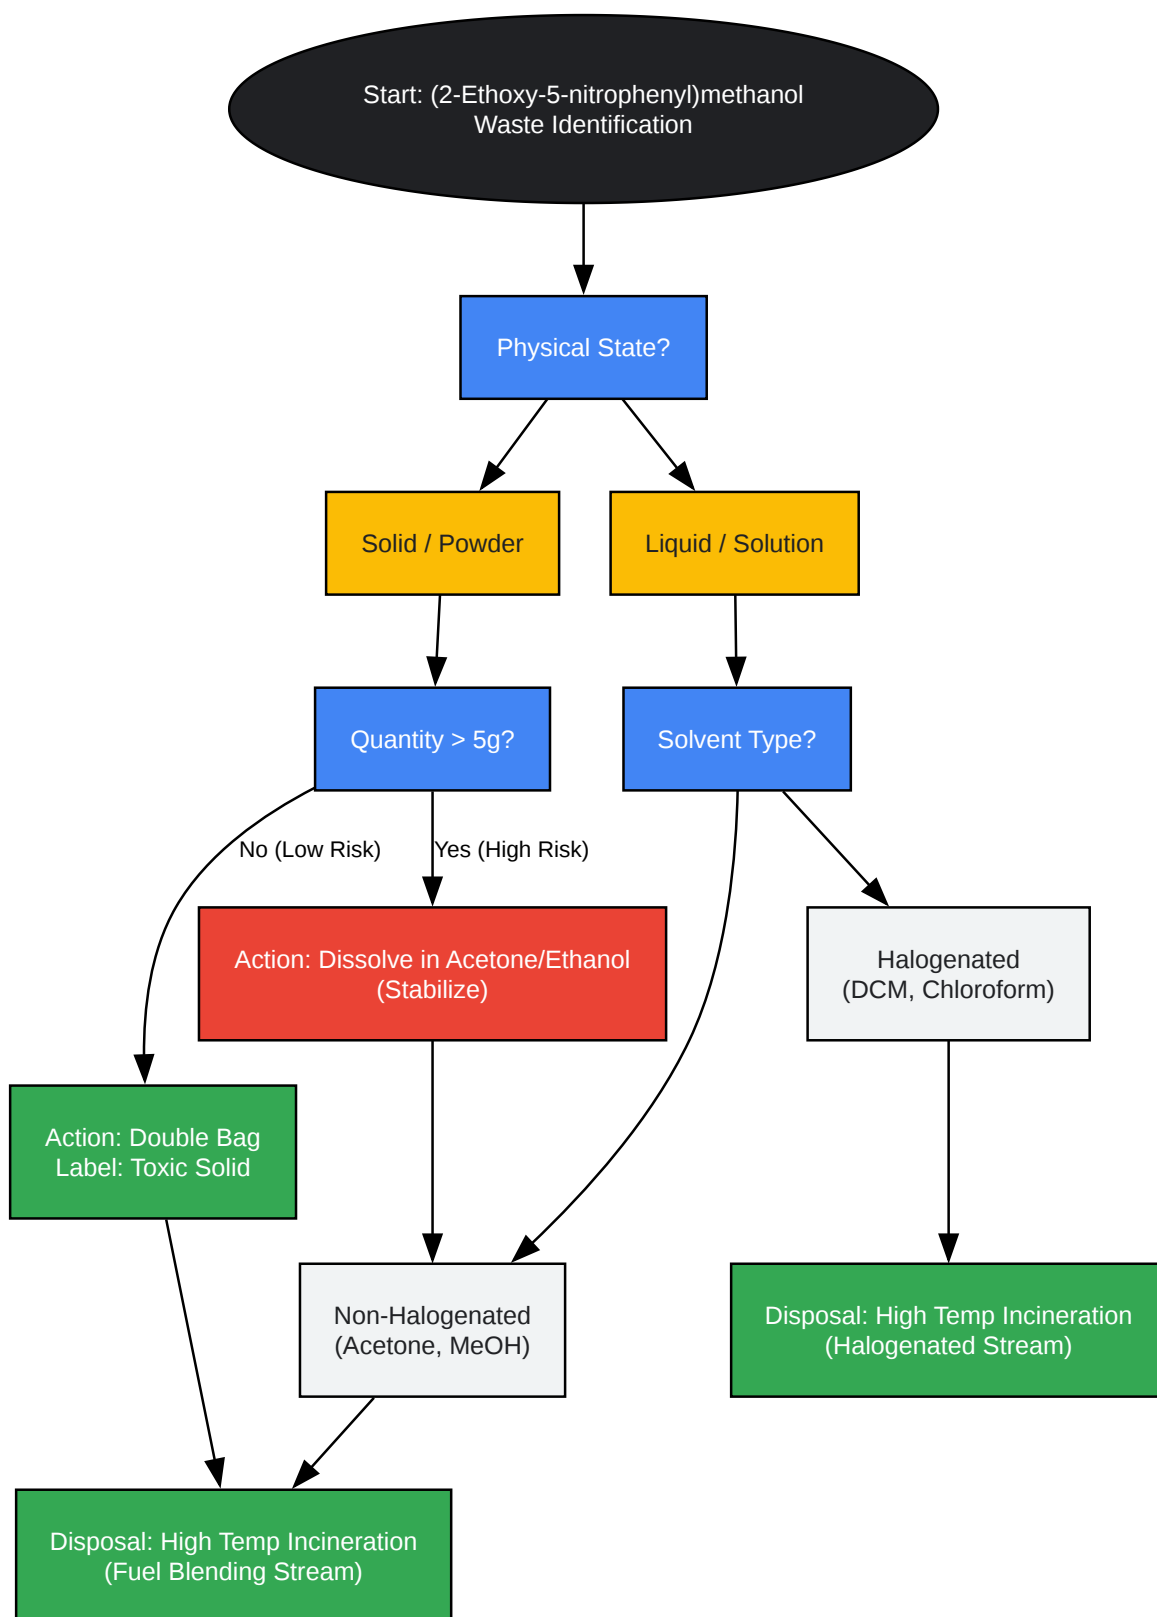 Start: (2-Ethoxy-5-nitrophenyl)methanol
Waste Identification
Physical State?
Solid / Powder
Liquid / Solution
Quantity > 5g?
Solvent Type?
No (Low Risk)
Yes (High Risk)
Action: Dissolve in Acetone/Ethanol
(Stabilize)
Halogenated
(DCM, Chloroform)
Action: Double Bag
Label: Toxic Solid
Non-Halogenated
(Acetone, MeOH)
Disposal: High Temp Incineration
(Halogenated Stream)
Disposal: High Temp Incineration
(Fuel Blending Stream)